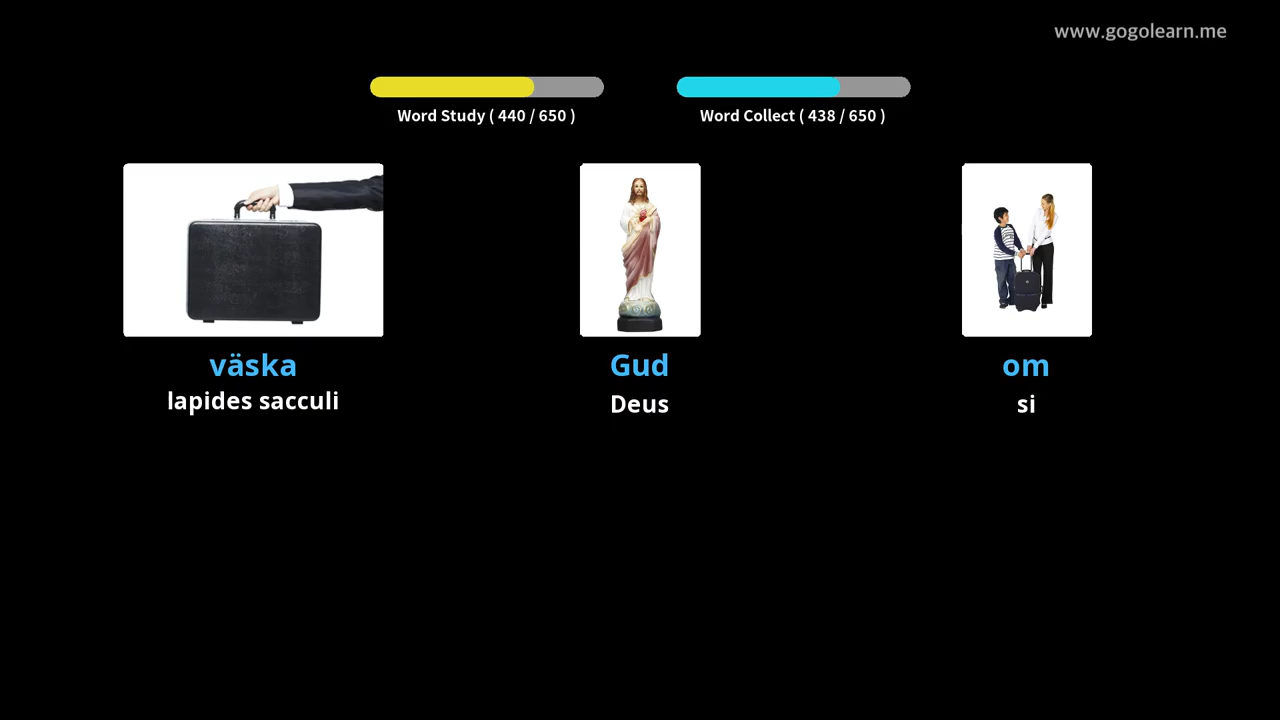 www.gogolearn.me
Word Study ( 440 / 650 )
Word Collect ( 438 / 650 )
väska
Gud
om
lapides sacculi
Deus
si